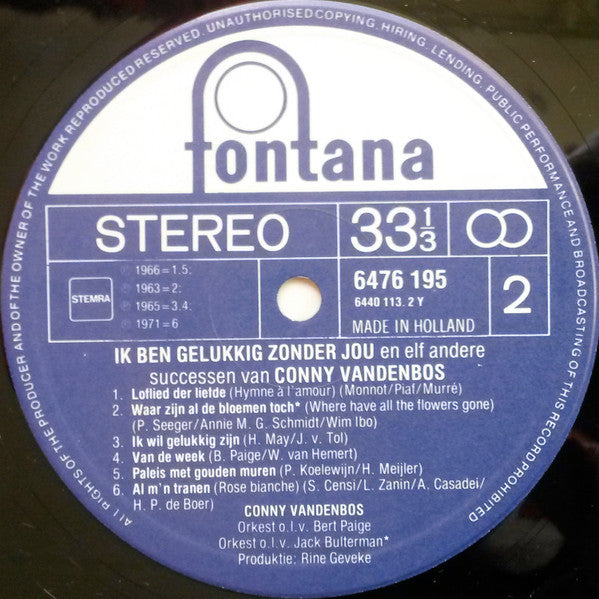 ALL RIGHTS OF THE PRODUCER AND OF THE OWNER OF THE WORK REPRODUCED RESERVED. UNAUTHORISED COPYING, HIRING, LENDING, PUBLIC PERFORMANCE AND BROADCASTING OF THIS RECORD PROHIBITED
fontana
STEREO 33 1/3
STEMRA
℗ 1966=1.5:
℗ 1963=2:
℗ 1965=3.4:
℗ 1971=6
6476 195
6440 113.2Y
MADE IN HOLLAND
2
IK BEN GELUKKIG ZONDER JOU en elf andere
successen van CONNY VANDENBOS
1. Loflied der liefde (Hymne à l'amour) (Monnot/Piaf/Murré)
2. Waar zijn al de bloemen toch* (Where have all the flowers gone)
(P. Seeger/Annie M. G. Schmidt/Wim Ibo)
3. Ik wil gelukkig zijn (H. May/J. v. Tol)
4. Van de week (B. Paige/W. van Hemert)
5. Paleis met gouden muren (P. Koelewijn/H. Meijler)
6. Al m'n tranen (Rose bianche) (S. Censi/L. Zanin/A. Casadei/
H. P. de Boer)
CONNY VANDENBOS
Orkest o.l.v. Bert Paige
Orkest o.l.v. Jack Bulterman*
Produktie: Rine Geveke